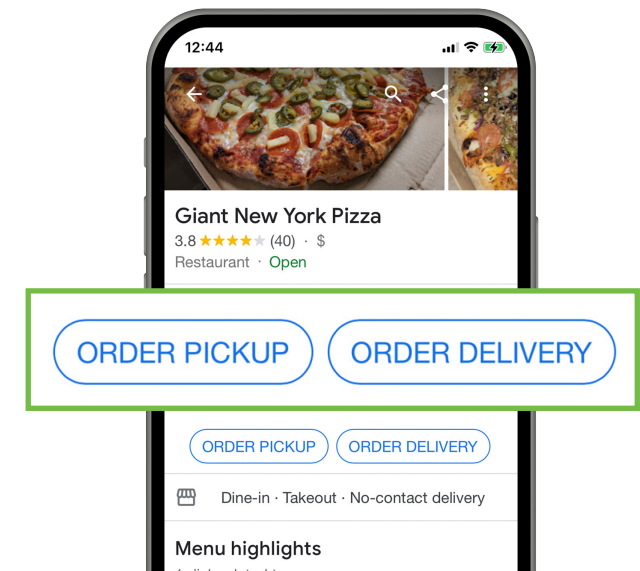 12:44
Giant New York Pizza
3.8 (40) · $
Restaurant · Open
ORDER PICKUP ORDER DELIVERY
ORDER PICKUP ORDER DELIVERY
Dine-in · Takeout · No-contact delivery
Menu highlights